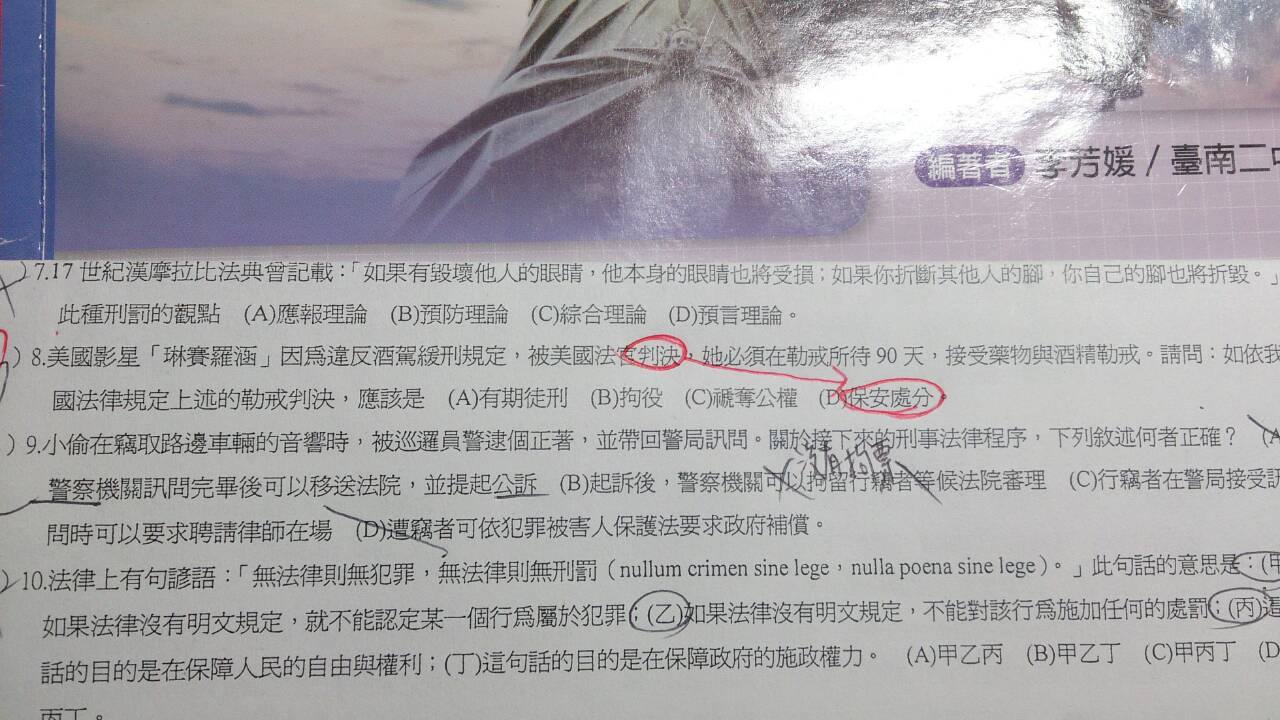 編著者 李芳媛 / 臺南二中
)7.17 世紀漢摩拉比法典曾記載：「如果有毀壞他人的眼睛，他本身的眼睛也將受損；如果你折斷其他人的腳，你自己的腳也將折毀。」
此種刑罰的觀點 (A)應報理論 (B)預防理論 (C)綜合理論 (D)預言理論。
)8.美國影星「琳賽羅涵」因為違反酒駕緩刑規定，被美國法官判決，她必須在勒戒所待 90 天，接受藥物與酒精勒戒。請問：如依我
國法律規定上述的勒戒判決，應該是 (A)有期徒刑 (B)拘役 (C)褫奪公權 (D)保安處分。
)9.小偷在竊取路邊車輛的音響時，被巡邏員警逮個正著，並帶回警局訊問。關於接下來的刑事法律程序，下列敘述何者正確？ (A
沒有拘票
警察機關訊問完畢後可以移送法院，並提起公訴 (B)起訴後，警察機關可以拘留行竊者等候法院審理 (C)行竊者在警局接受訊
問時可以要求聘請律師在場 (D)遭竊者可依犯罪被害人保護法要求政府補償。
)10.法律上有句諺語：「無法律則無犯罪，無法律則無刑罰（nullum crimen sine lege，nulla poena sine lege）。」此句話的意思是：(甲
如果法律沒有明文規定，就不能認定某一個行為屬於犯罪；(乙)如果法律沒有明文規定，不能對該行為施加任何的處罰；(丙)這
話的目的是在保障人民的自由與權利；(丁)這句話的目的是在保障政府的施政權力。 (A)甲乙丙 (B)甲乙丁 (C)甲丙丁 (D
丙丁。